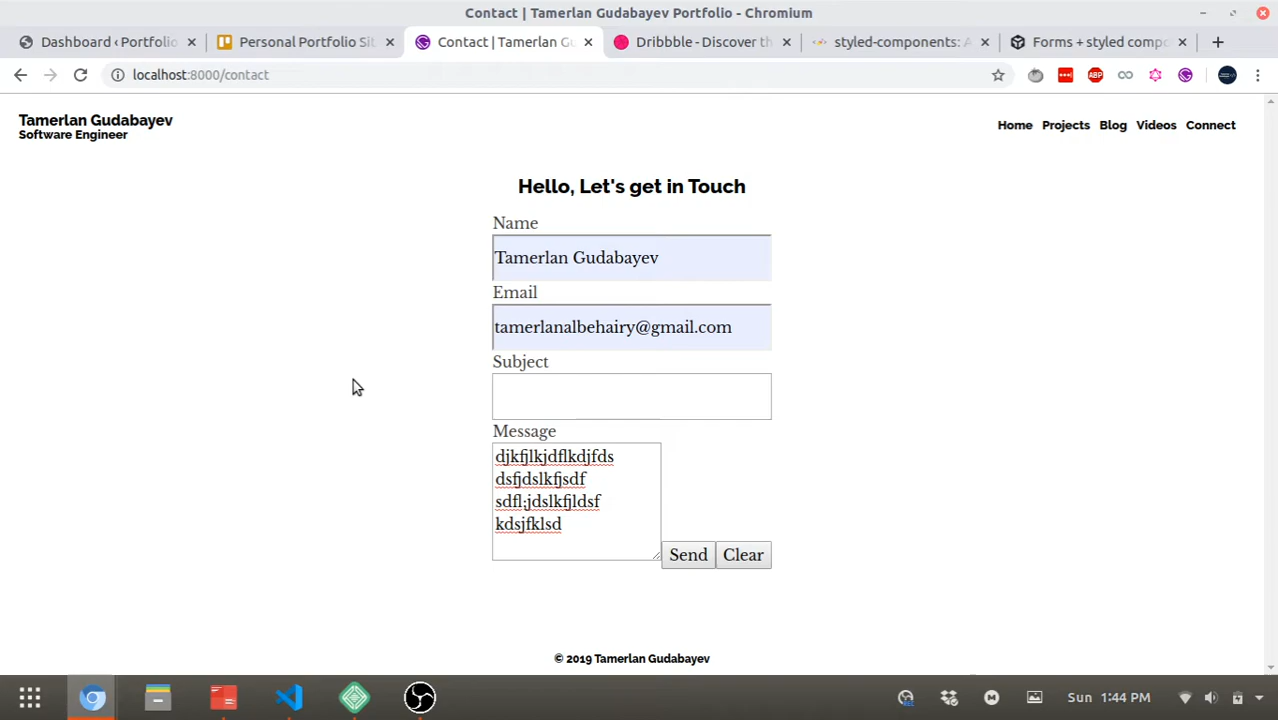 Contact | Tamerlan Gudabayev Portfolio - Chromium
Dashboard ‹ Portfolio
Personal Portfolio Sit
Contact | Tamerlan Gu
Dribbble - Discover th
styled-components: A
Forms + styled compo
localhost:8000/contact
ABP
Tamerlan Gudabayev
Software Engineer
Home Projects Blog Videos Connect
Hello, Let's get in Touch
Name
Tamerlan Gudabayev
Email
tamerlanalbehairy@gmail.com
Subject
Message
djkfjlkjdflkdjfds
dsfjdslkfjsdf
sdfl;jdslkfjldsf
kdsjfklsd
Send Clear
© 2019 Tamerlan Gudabayev
Sun 1:44 PM